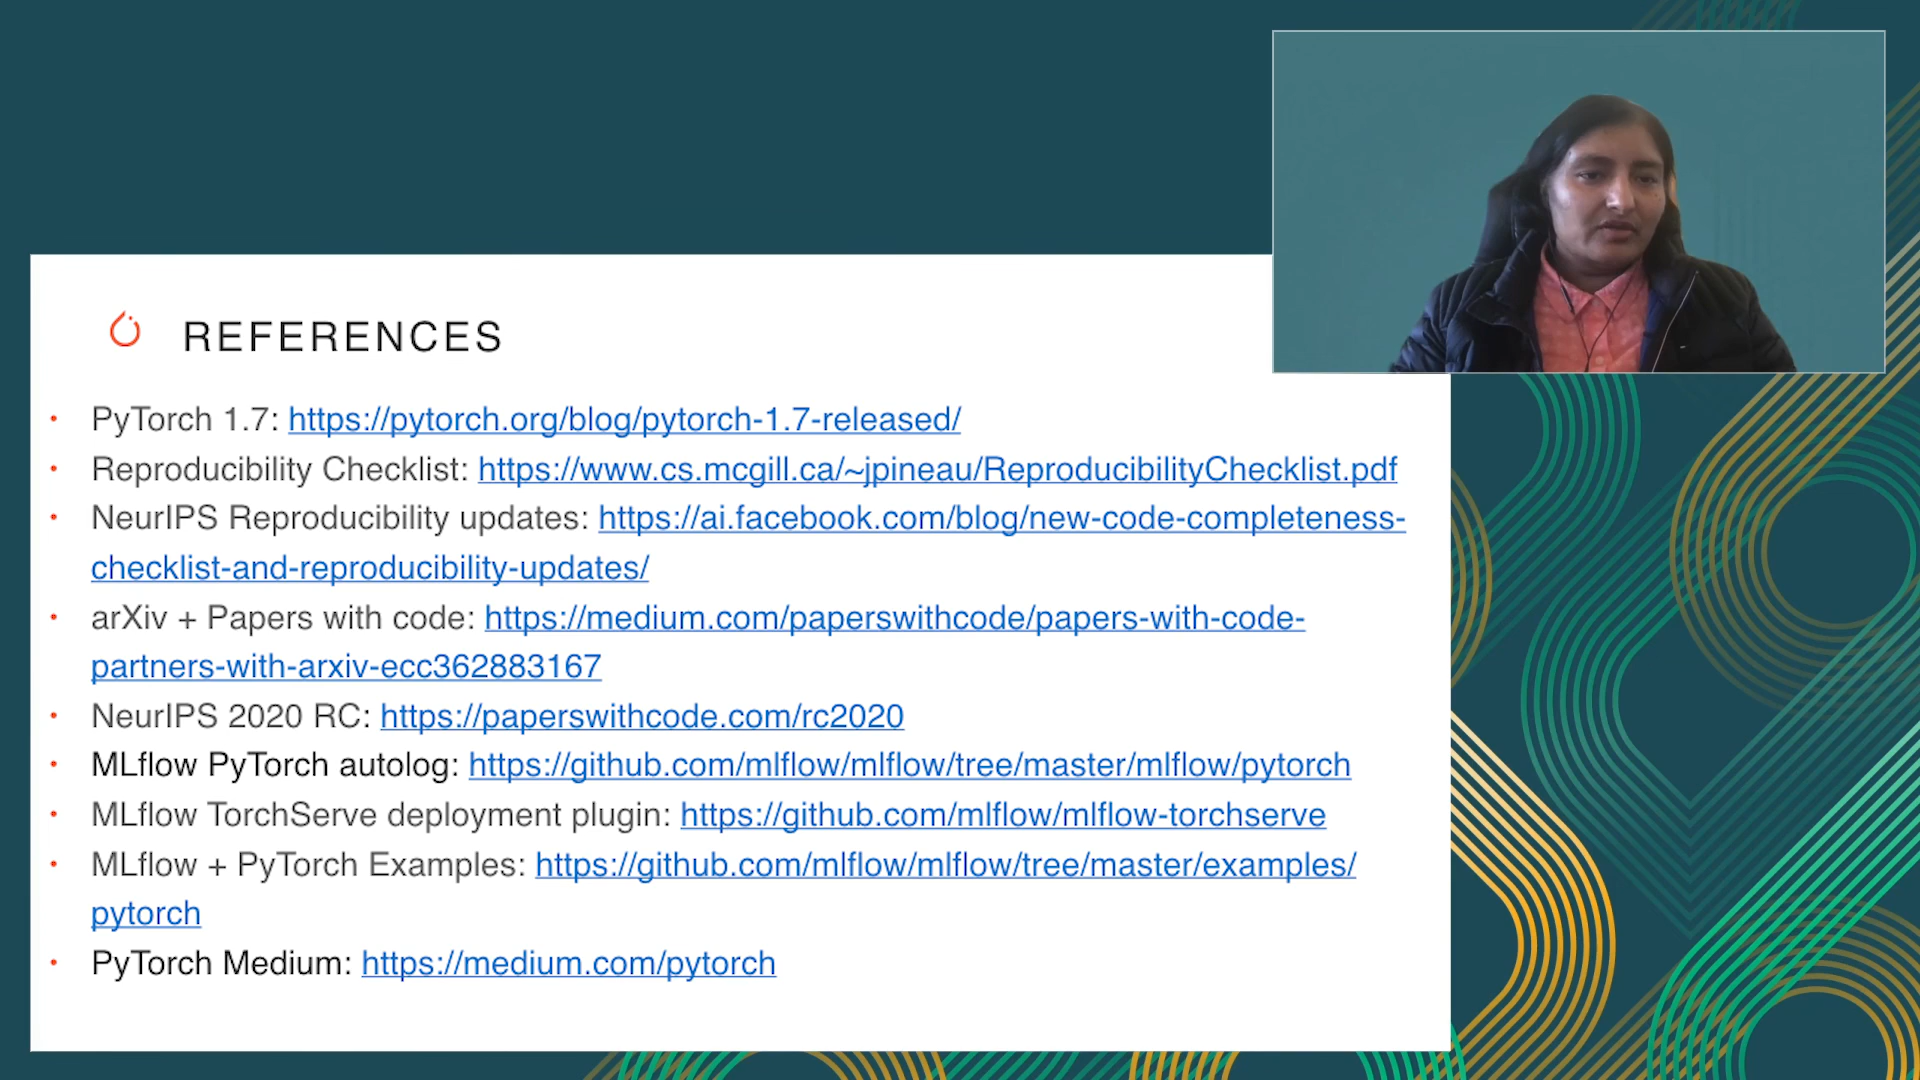 REFERENCES
• PyTorch 1.7: https://pytorch.org/blog/pytorch-1.7-released/
• Reproducibility Checklist: https://www.cs.mcgill.ca/~jpineau/ReproducibilityChecklist.pdf
• NeurIPS Reproducibility updates: https://ai.facebook.com/blog/new-code-completeness-
checklist-and-reproducibility-updates/
• arXiv + Papers with code: https://medium.com/paperswithcode/papers-with-code-
partners-with-arxiv-ecc362883167
• NeurIPS 2020 RC: https://paperswithcode.com/rc2020
• MLflow PyTorch autolog: https://github.com/mlflow/mlflow/tree/master/mlflow/pytorch
• MLflow TorchServe deployment plugin: https://github.com/mlflow/mlflow-torchserve
• MLflow + PyTorch Examples: https://github.com/mlflow/mlflow/tree/master/examples/
pytorch
• PyTorch Medium: https://medium.com/pytorch